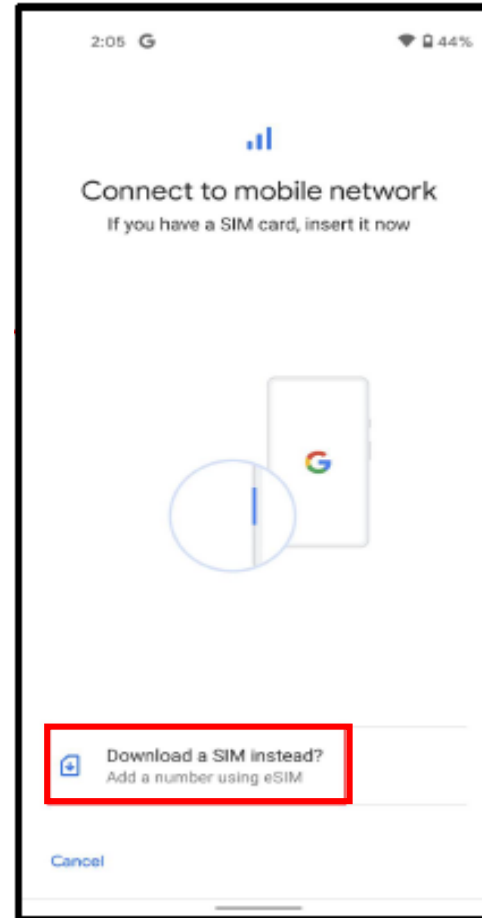 2:05 G 44%
Connect to mobile network
If you have a SIM card, insert it now
G
Download a SIM instead?
Add a number using eSIM
Cancel